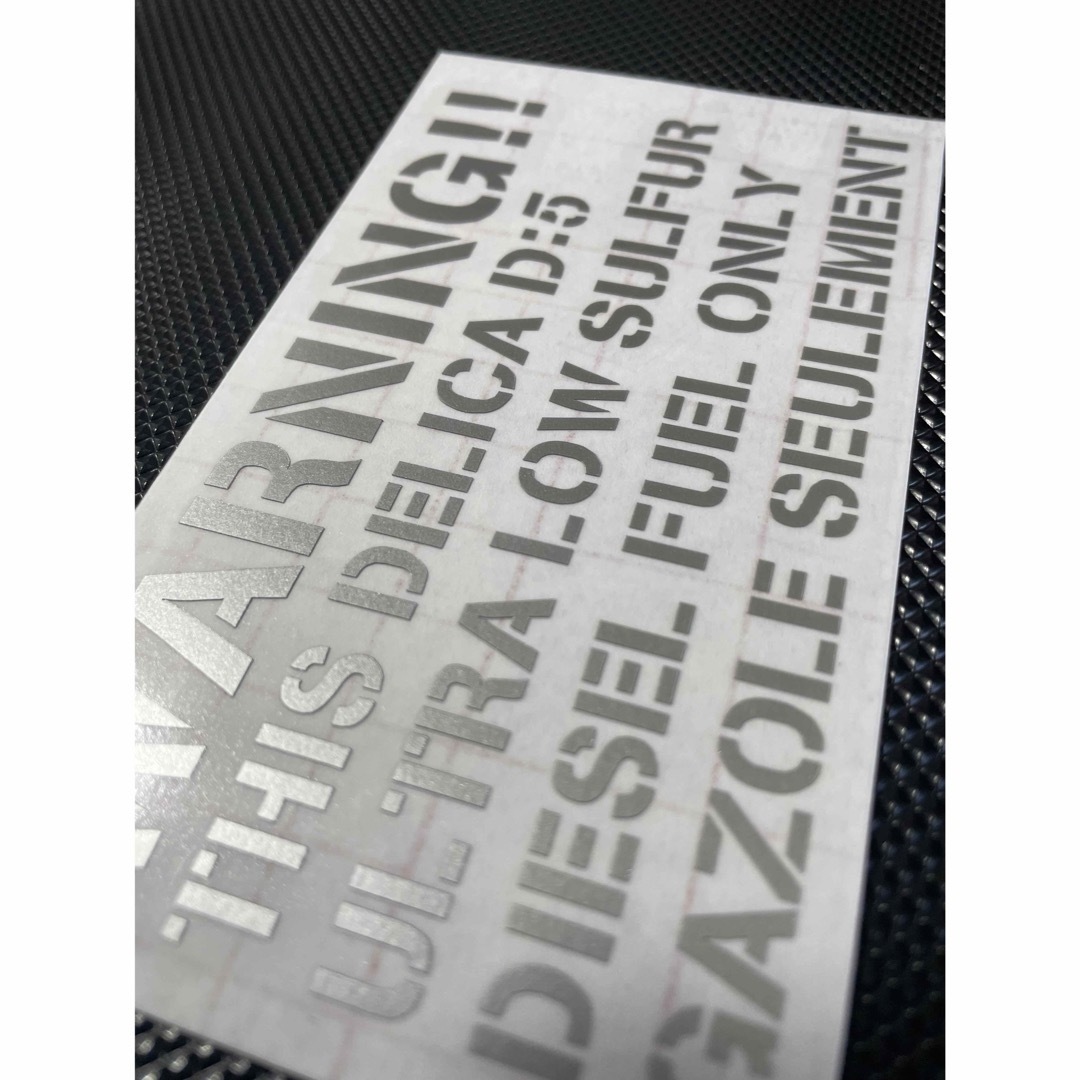 WARNING!!
THIS DELICA D:5
ULTRA LOW SULFUR
DIESEL FUEL ONLY
GAZOLE SEULEMENT